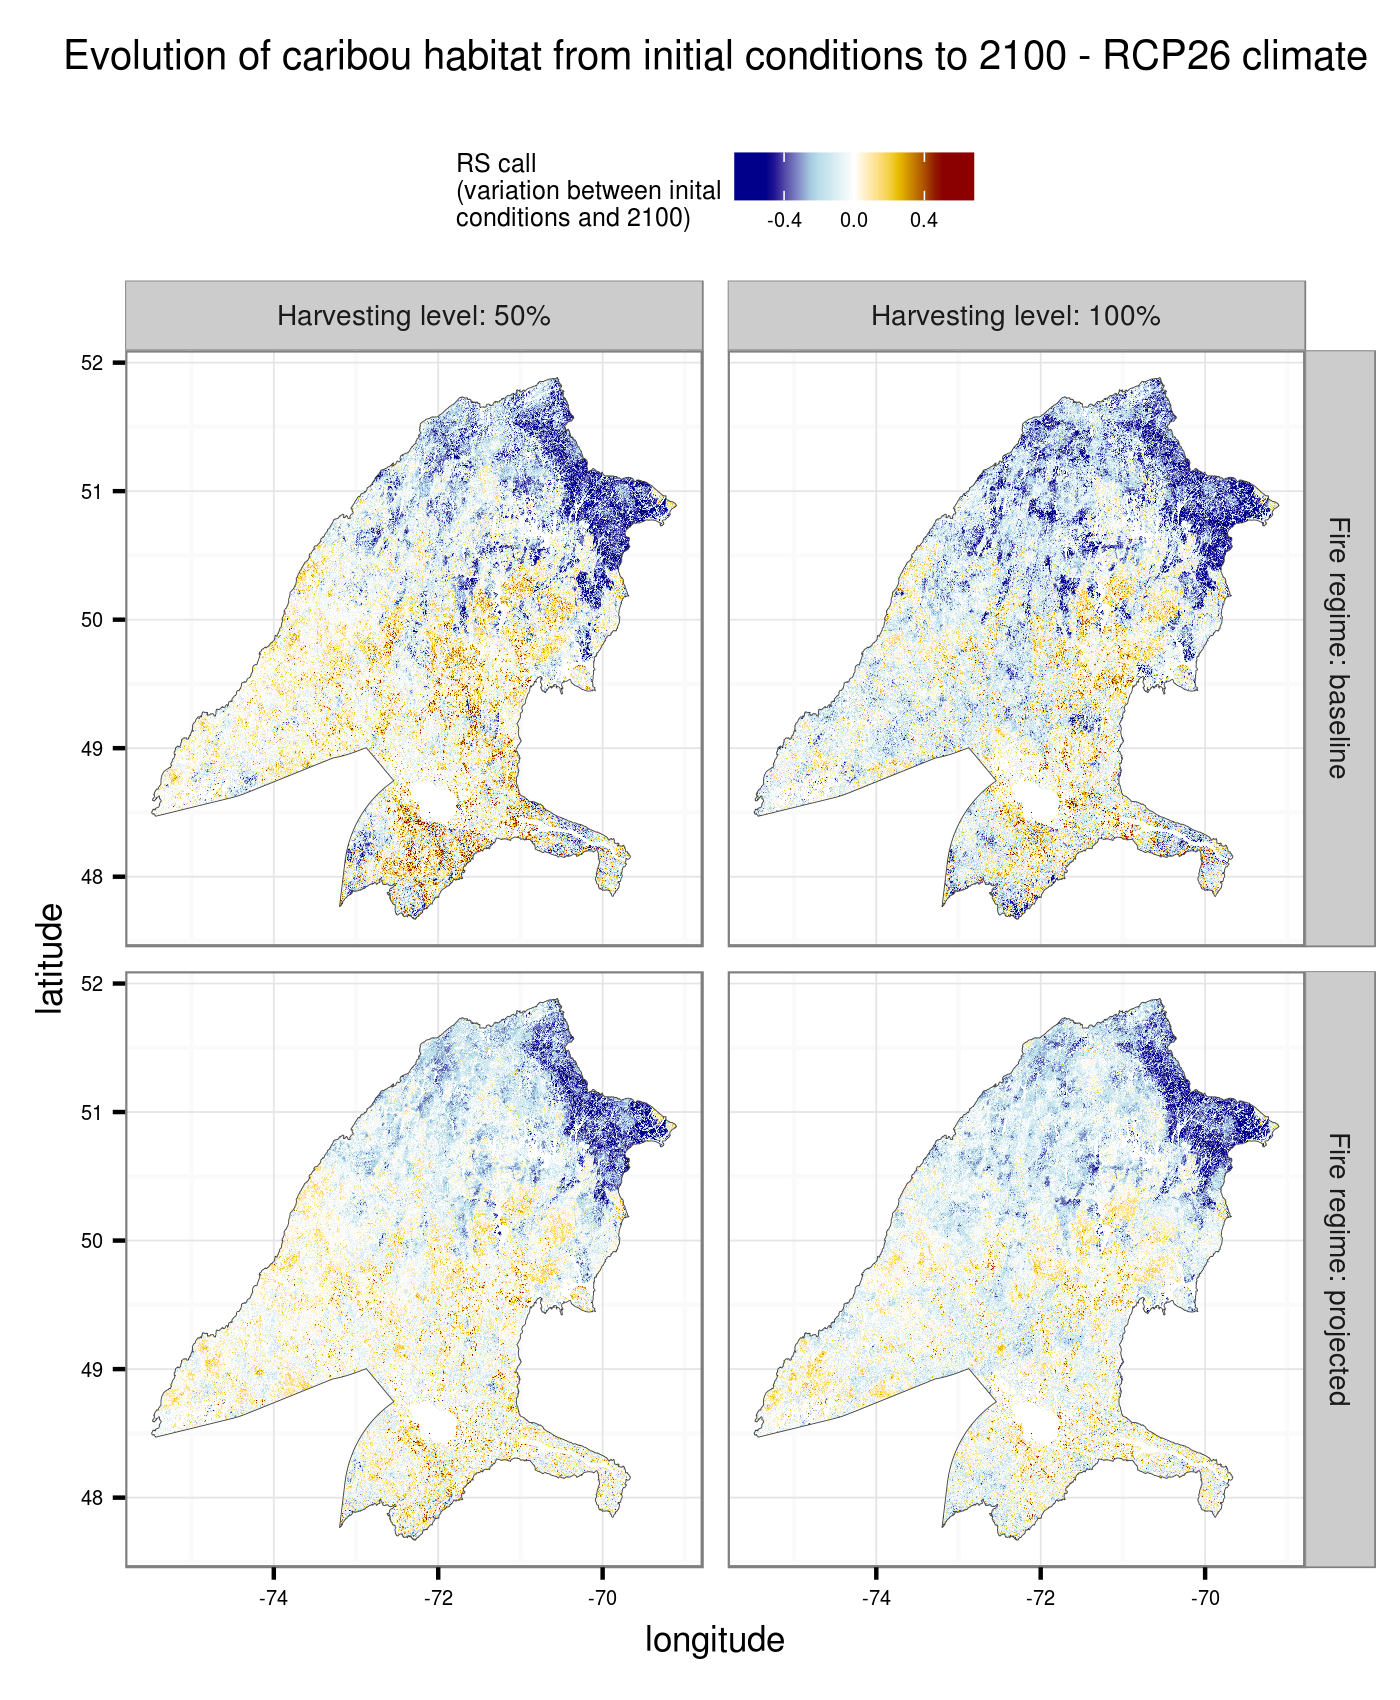 Evolution of caribou habitat from initial conditions to 2100 - RCP26 climate
RS call
(variation between inital
conditions and 2100)
-0.4 0.0 0.4
Harvesting level: 50% Harvesting level: 100%
52
51
50
49
48
Fire regime: baseline
latitude
52
51
50
49
48
Fire regime: projected
-74 -72 -70 -74 -72 -70
longitude